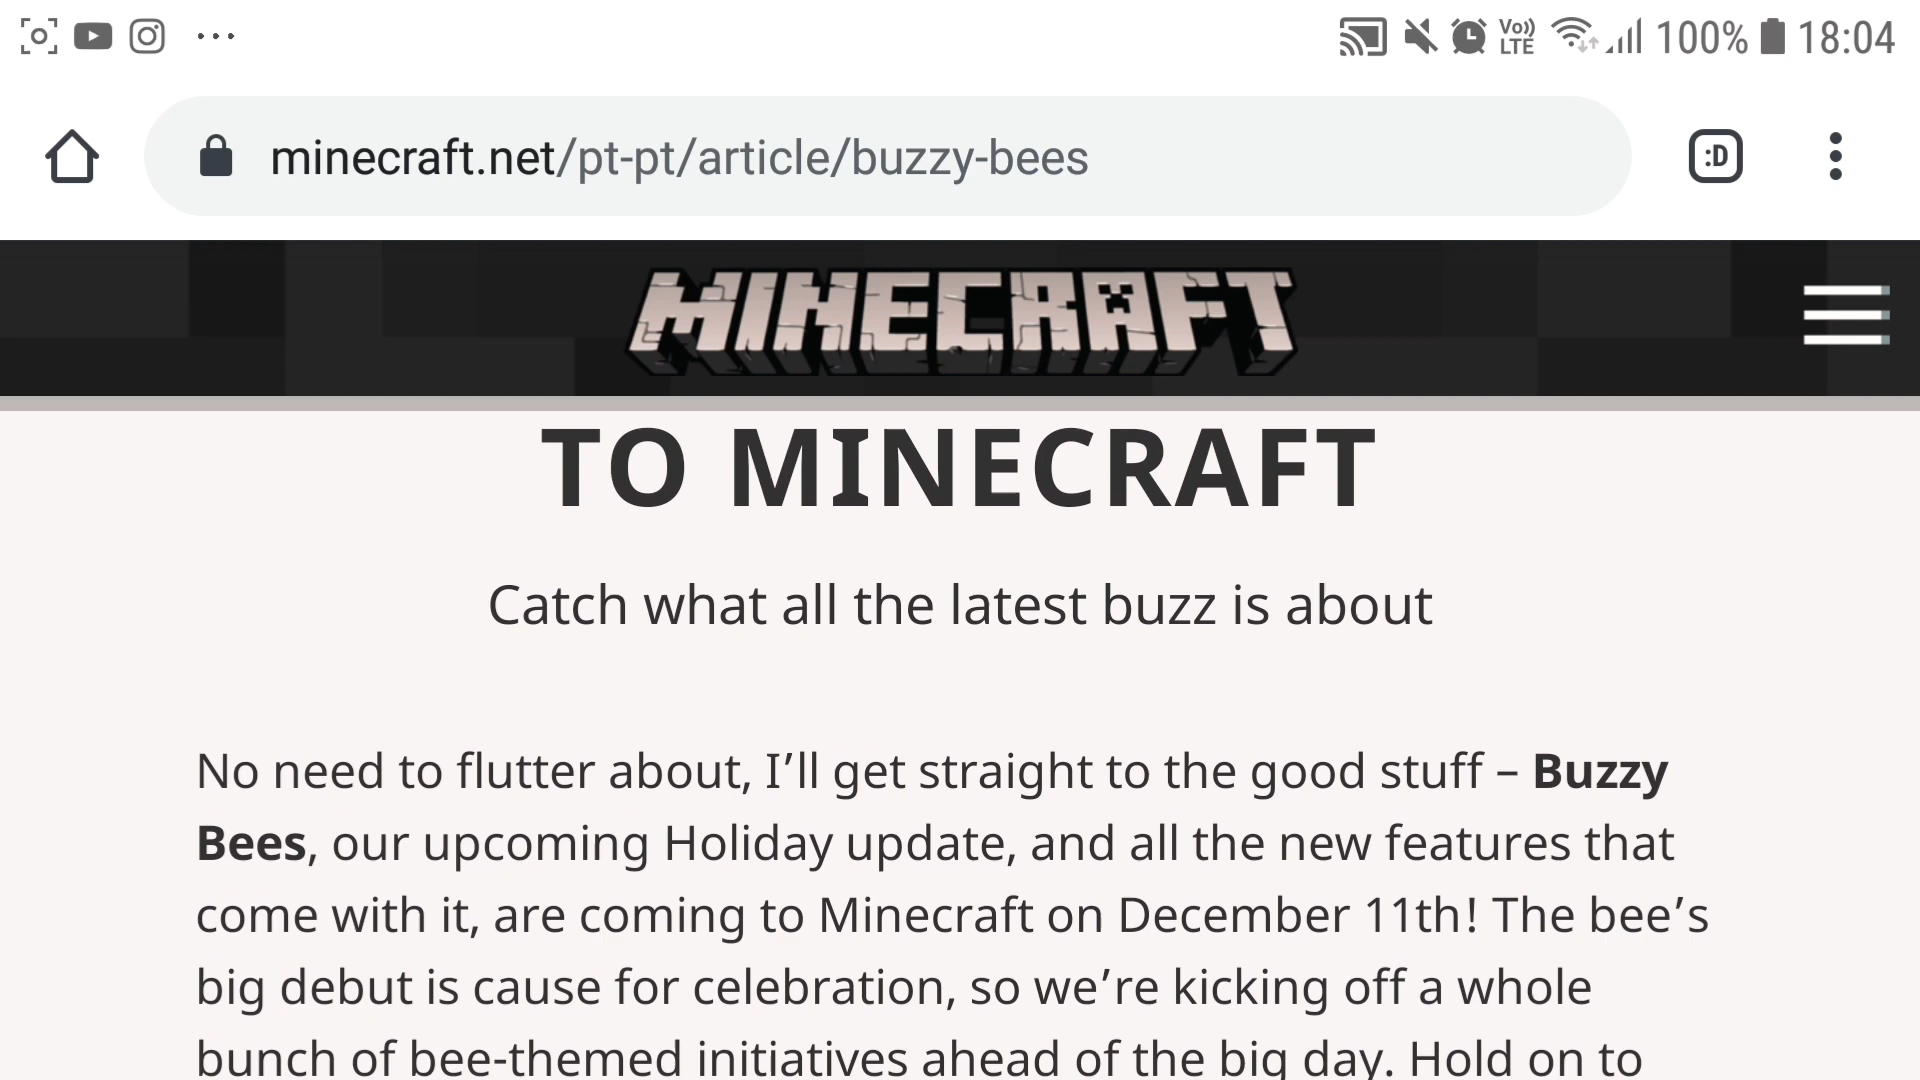 Vo)) LTE 100% 18:04
minecraft.net/pt-pt/article/buzzy-bees :D
MINECRAFT
TO MINECRAFT
Catch what all the latest buzz is about
No need to flutter about, I’ll get straight to the good stuff – Buzzy
Bees, our upcoming Holiday update, and all the new features that
come with it, are coming to Minecraft on December 11th! The bee’s
big debut is cause for celebration, so we’re kicking off a whole
bunch of bee-themed initiatives ahead of the big day. Hold on to